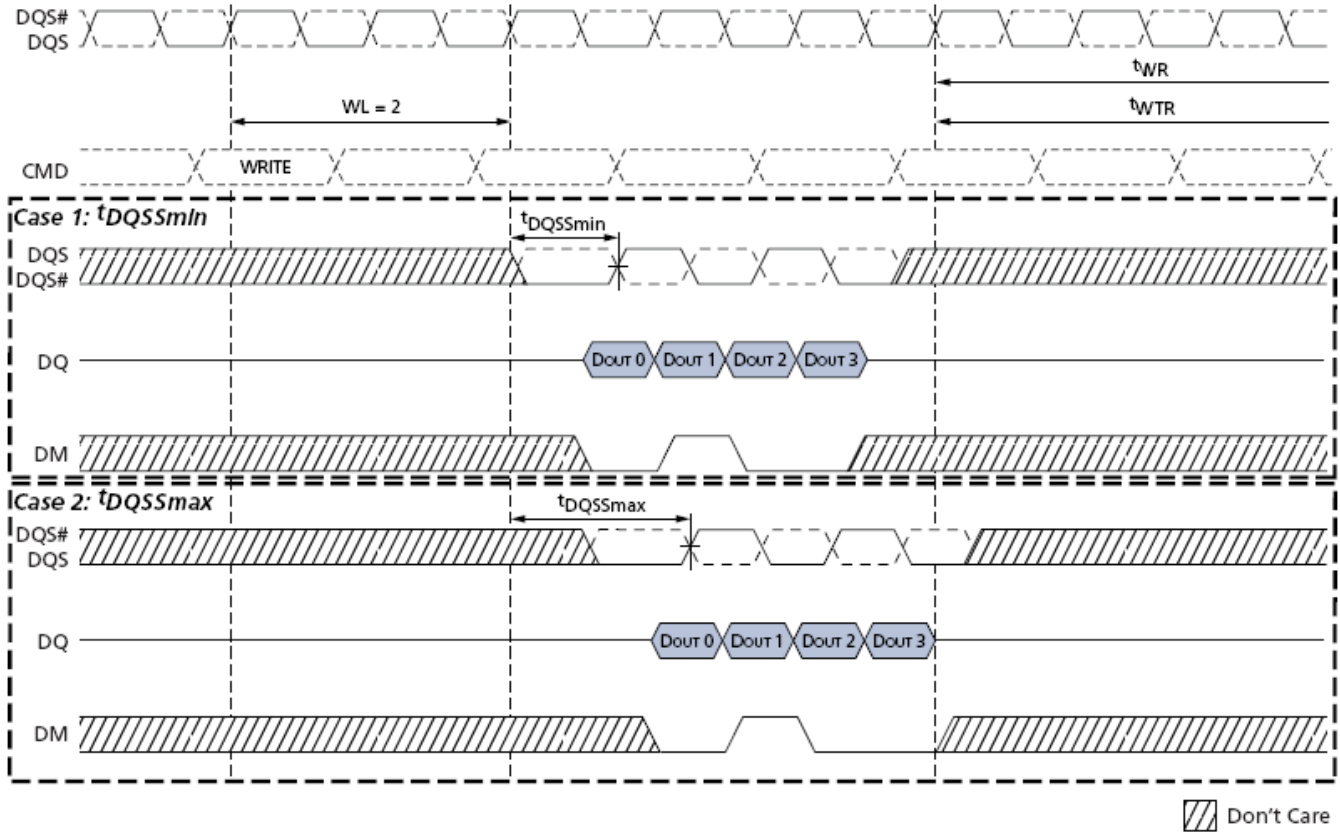 DQS#
DQS
tWR
WL = 2
tWTR
CMD
WRITE
Case 1: tDQSSmin
tDQSSmin
DQS
DQS#
DQ
DOUT 0 DOUT 1 DOUT 2 DOUT 3
DM
Case 2: tDQSSmax
tDQSSmax
DQS#
DQS
DQ
DOUT 0 DOUT 1 DOUT 2 DOUT 3
DM
Don't Care